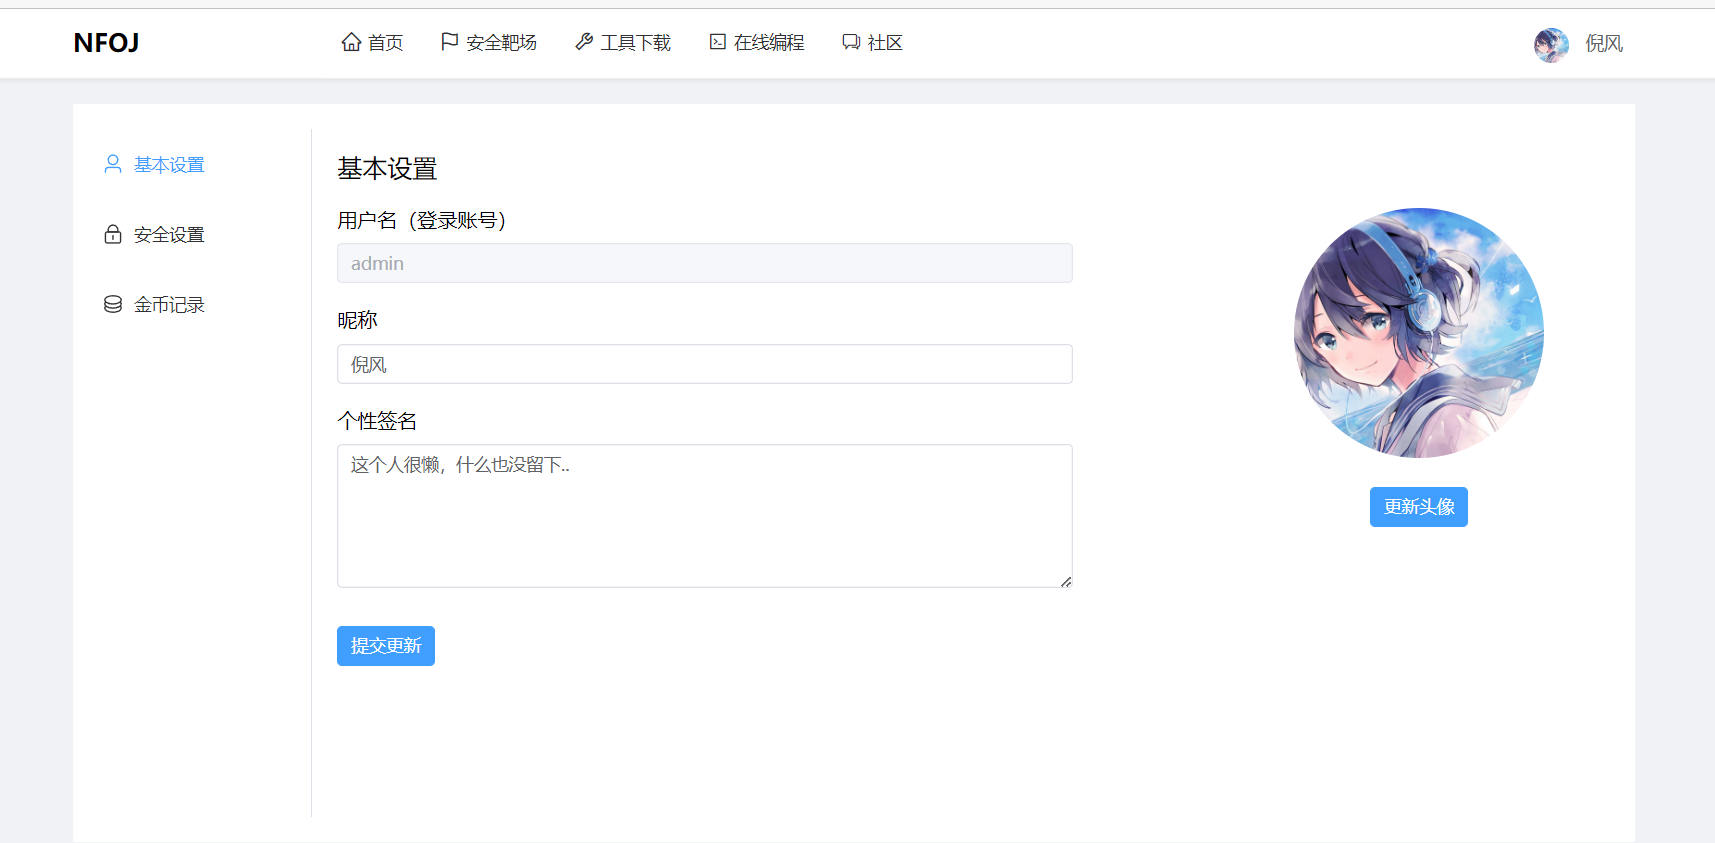 NFOJ 首页 安全靶场 工具下载 在线编程 社区 倪风
基本设置
安全设置
金币记录
基本设置
用户名（登录账号）
admin
昵称
倪风
个性签名
这个人很懒，什么也没留下..
提交更新
更新头像